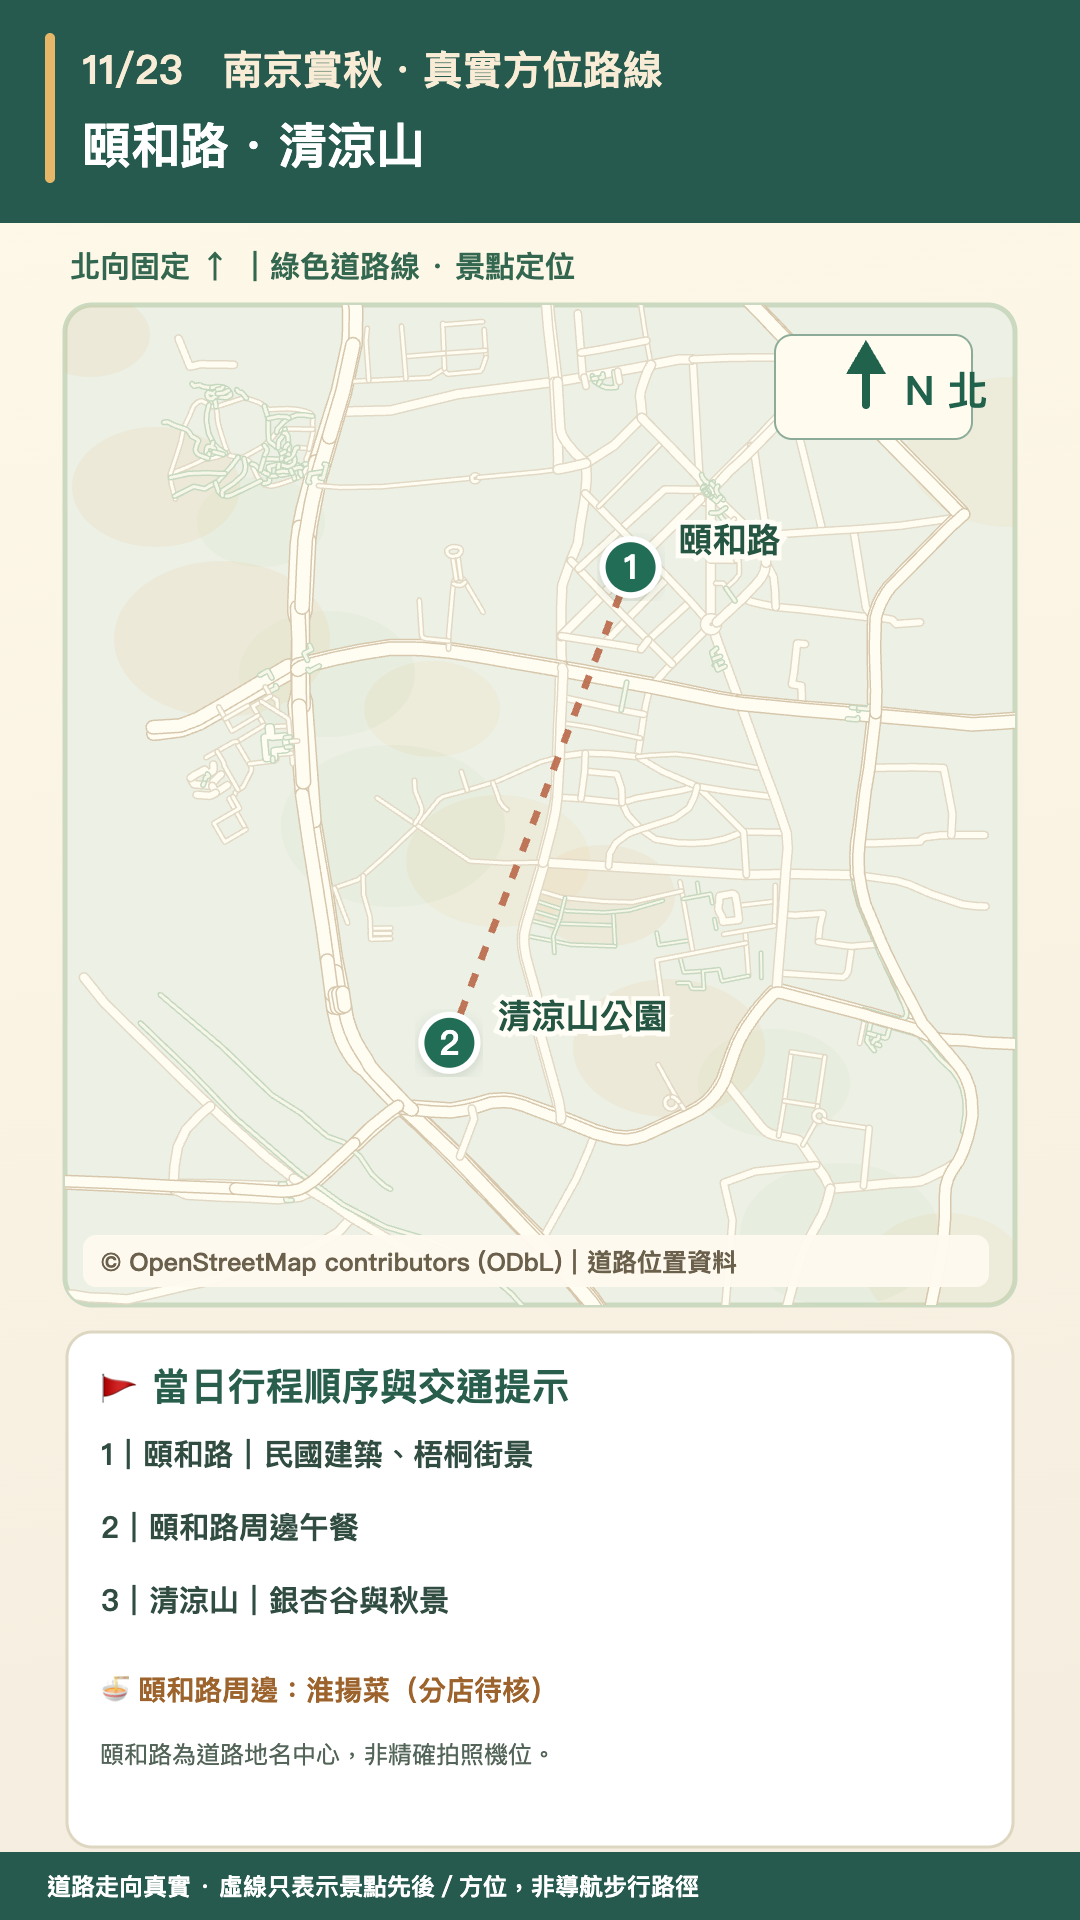 11/23　南京賞秋・真實方位路線
頤和路・清涼山
北向固定 ↑ ｜綠色道路線・景點定位
N 北
頤和路
1
清涼山公園
2
© OpenStreetMap contributors (ODbL)｜道路位置資料
🚩 當日行程順序與交通提示
1｜頤和路｜民國建築、梧桐街景
2｜頤和路周邊午餐
3｜清涼山｜銀杏谷與秋景
🍜 頤和路周邊：淮揚菜（分店待核）
頤和路為道路地名中心，非精確拍照機位。
道路走向真實・虛線只表示景點先後 / 方位，非導航步行路徑